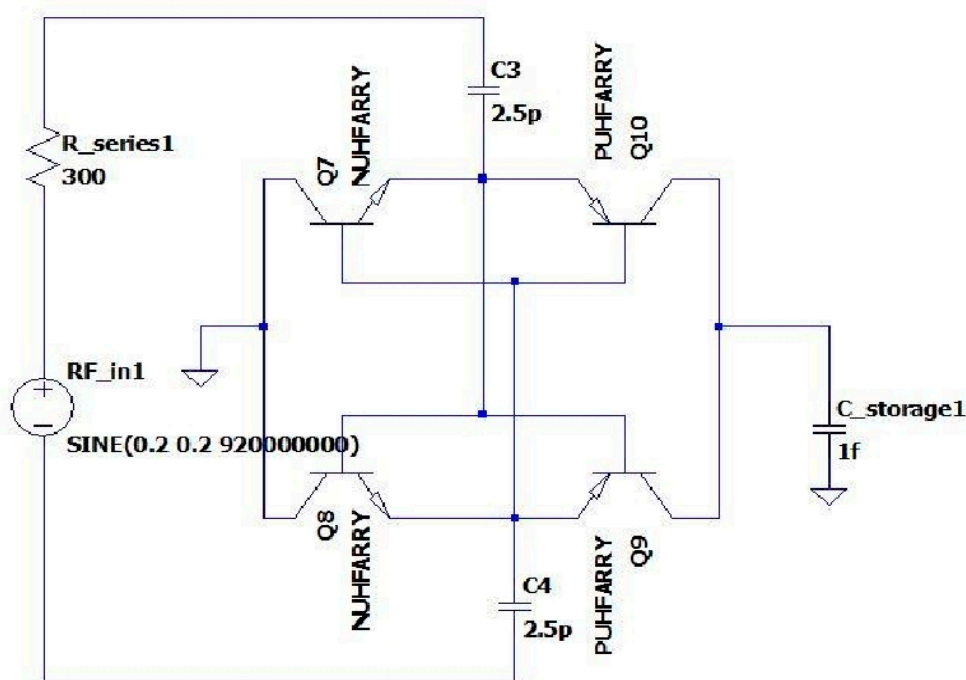 C3
2.5p
R_series1
300
Q7
NUHFARRY
PUHFARRY
Q10
RF_in1
SINE(0.2 0.2 920000000)
C_storage1
1f
Q8
NUHFARRY
PUHFARRY
Q9
C4
2.5p